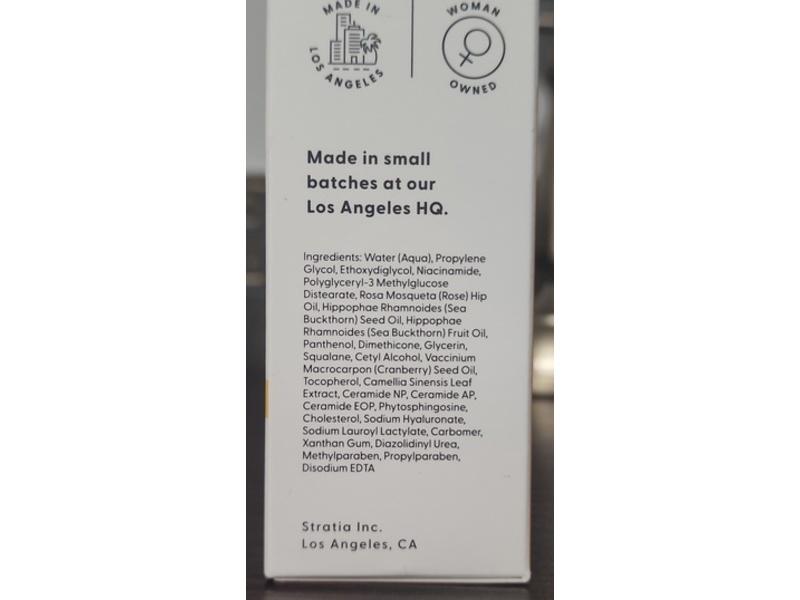 MADE IN
LOS ANGELES
WOMAN
OWNED
Made in small
batches at our
Los Angeles HQ.
Ingredients: Water (Aqua), Propylene
Glycol, Ethoxydiglycol, Niacinamide,
Polyglyceryl-3 Methylglucose
Distearate, Rosa Mosqueta (Rose) Hip
Oil, Hippophae Rhamnoides (Sea
Buckthorn) Seed Oil, Hippophae
Rhamnoides (Sea Buckthorn) Fruit Oil,
Panthenol, Dimethicone, Glycerin,
Squalane, Cetyl Alcohol, Vaccinium
Macrocarpon (Cranberry) Seed Oil,
Tocopherol, Camellia Sinensis Leaf
Extract, Ceramide NP, Ceramide AP,
Ceramide EOP, Phytosphingosine,
Cholesterol, Sodium Hyaluronate,
Sodium Lauroyl Lactylate, Carbomer,
Xanthan Gum, Diazolidinyl Urea,
Methylparaben, Propylparaben,
Disodium EDTA
Stratia Inc.
Los Angeles, CA